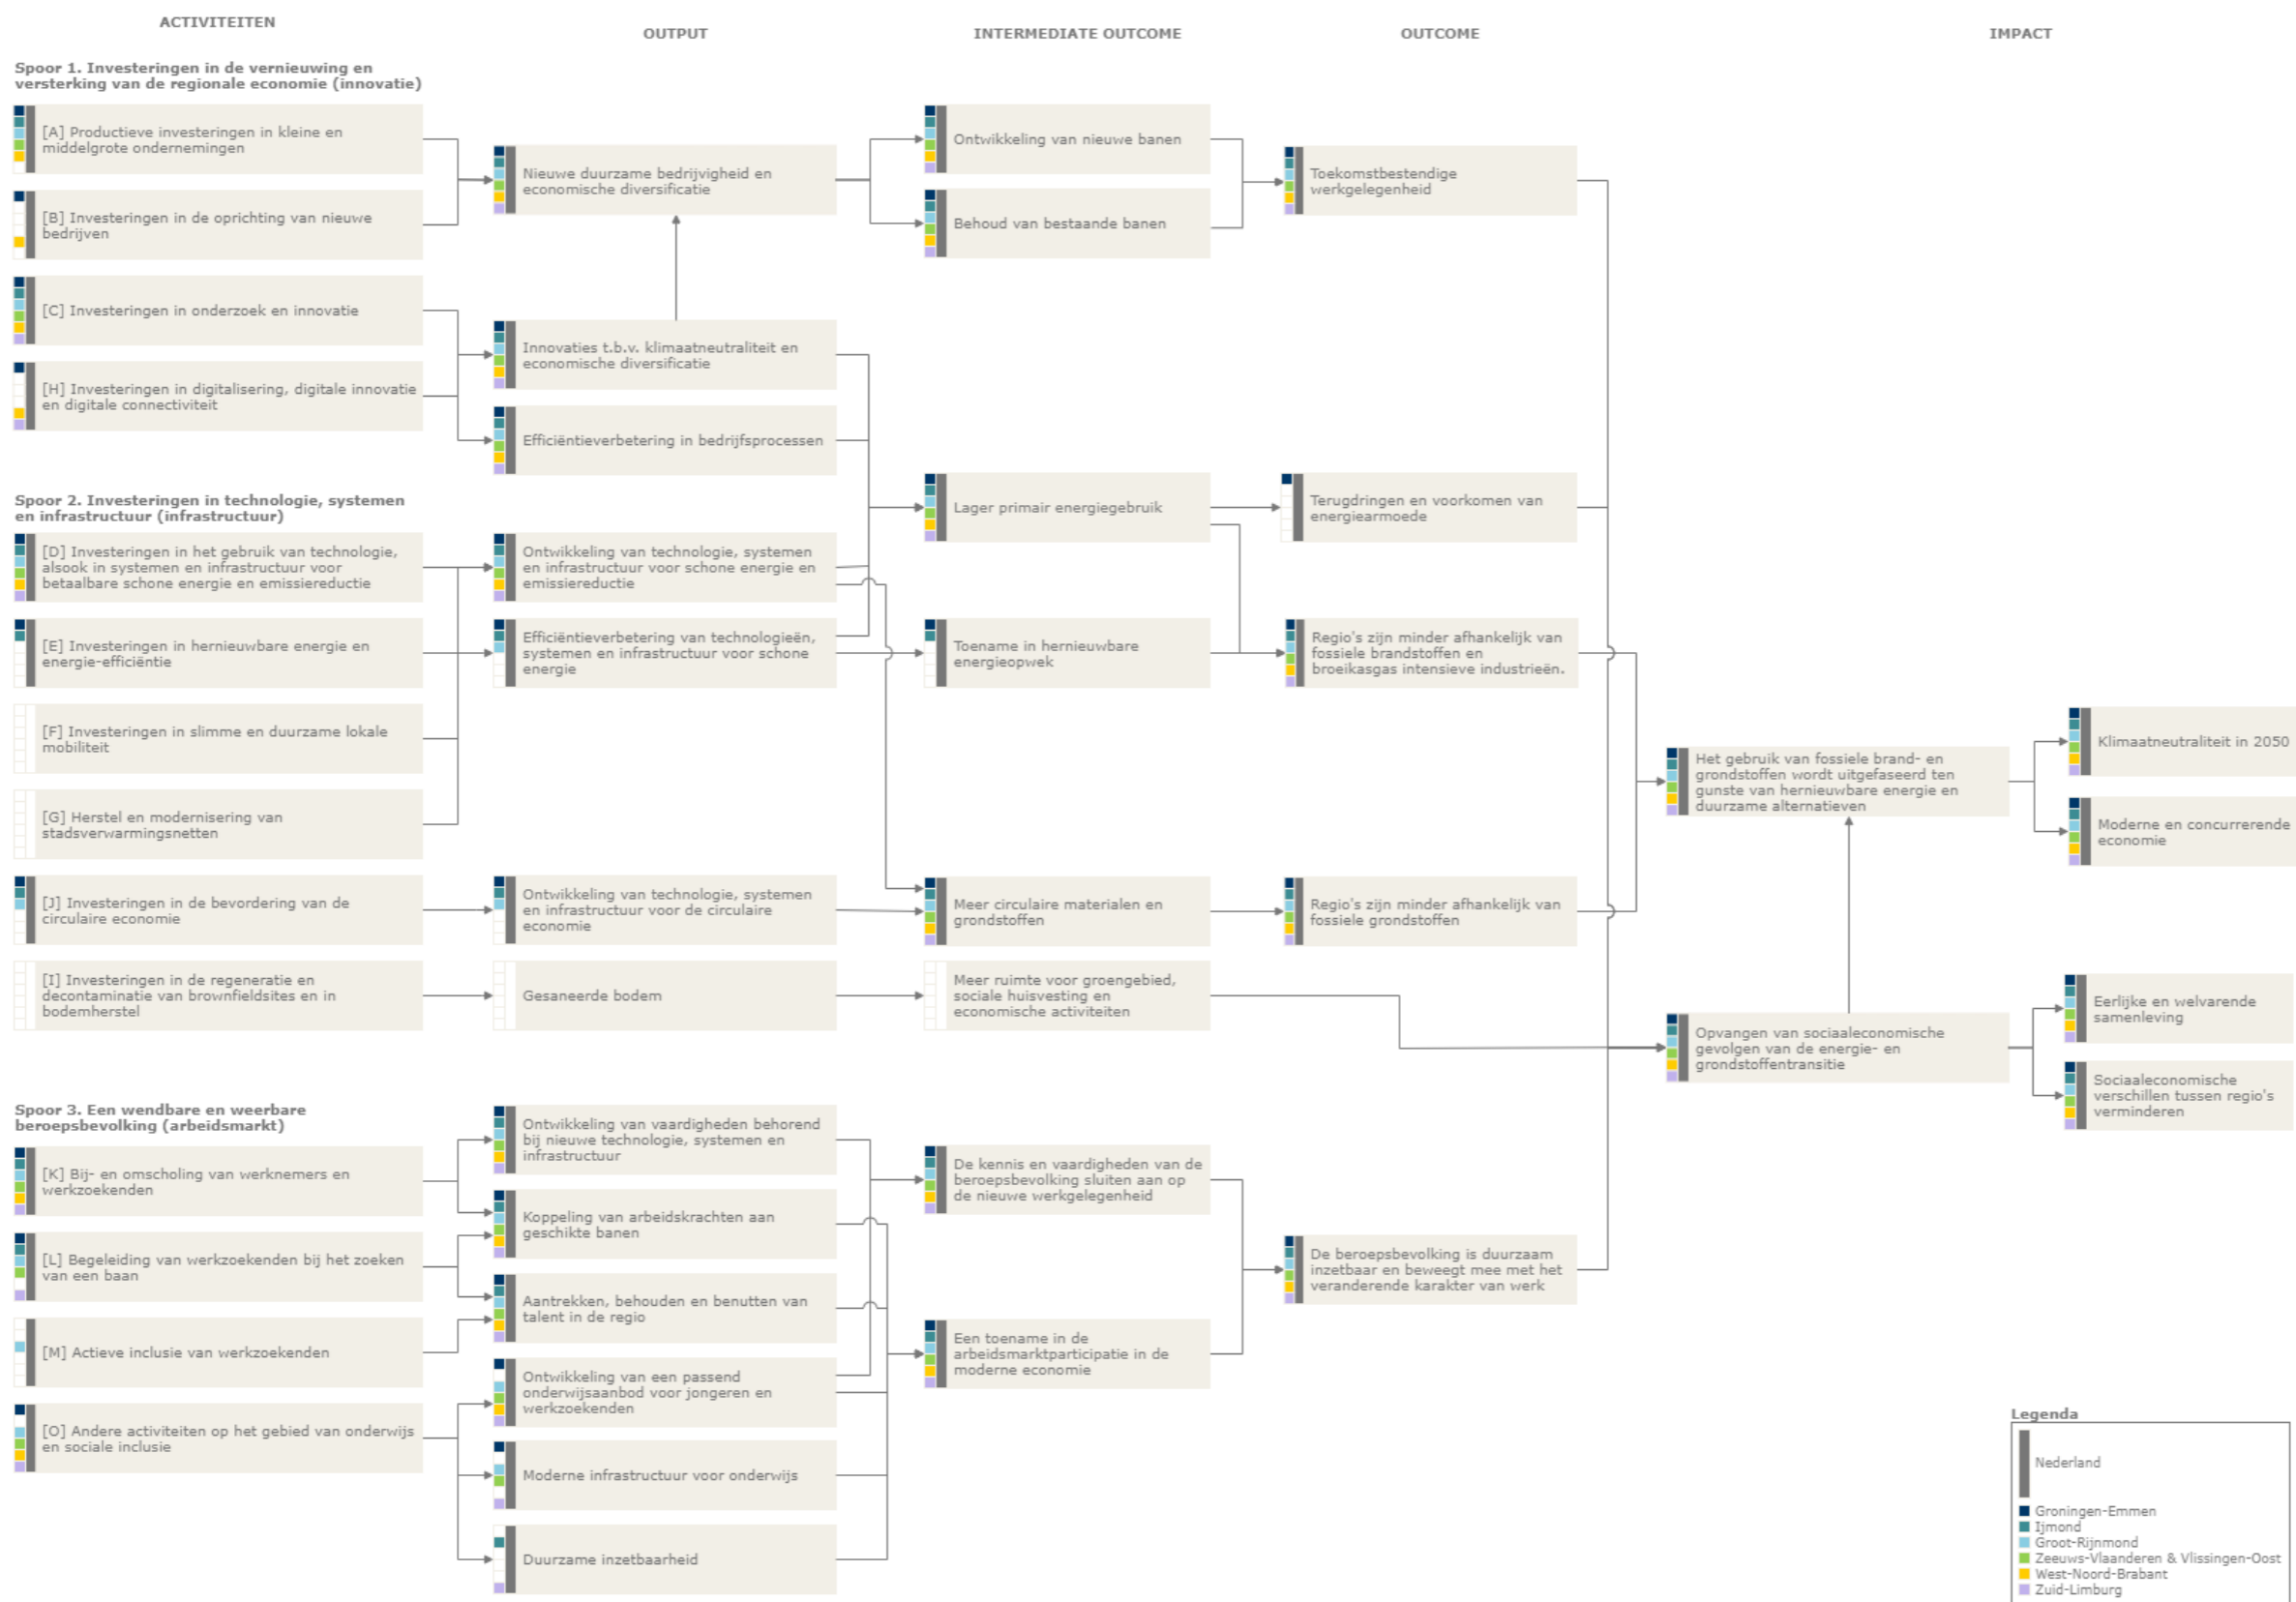 ACTIVITEITEN
OUTPUT
INTERMEDIATE OUTCOME
OUTCOME
IMPACT
Spoor 1. Investeringen in de vernieuwing en
versterking van de regionale economie (innovatie)
[A] Productieve investeringen in kleine en
middelgrote ondernemingen
[B] Investeringen in de oprichting van nieuwe
bedrijven
[C] Investeringen in onderzoek en innovatie
[H] Investeringen in digitalisering, digitale innovatie
en digitale connectiviteit
Nieuwe duurzame bedrijvigheid en
economische diversificatie
Innovaties t.b.v. klimaatneutraliteit en
economische diversificatie
Efficiëntieverbetering in bedrijfsprocessen
Ontwikkeling van nieuwe banen
Behoud van bestaande banen
Toekomstbestendige
werkgelegenheid
Spoor 2. Investeringen in technologie, systemen
en infrastructuur (infrastructuur)
[D] Investeringen in het gebruik van technologie,
alsook in systemen en infrastructuur voor
betaalbare schone energie en emissiereductie
[E] Investeringen in hernieuwbare energie en
energie-efficiëntie
[F] Investeringen in slimme en duurzame lokale
mobiliteit
[G] Herstel en modernisering van
stadsverwarmingsnetten
[J] Investeringen in de bevordering van de
circulaire economie
[I] Investeringen in de regeneratie en
decontaminatie van brownfieldsites en in
bodemherstel
Ontwikkeling van technologie, systemen
en infrastructuur voor schone energie en
emissiereductie
Efficiëntieverbetering van technologieën,
systemen en infrastructuur voor schone
energie
Ontwikkeling van technologie, systemen
en infrastructuur voor de circulaire
economie
Gesaneerde bodem
Lager primair energiegebruik
Toename in hernieuwbare
energieopwek
Meer circulaire materialen en
grondstoffen
Meer ruimte voor groengebied,
sociale huisvesting en
economische activiteiten
Terugdringen en voorkomen van
energiearmoede
Regio's zijn minder afhankelijk van
fossiele brandstoffen en
broeikasgas intensieve industrieën.
Regio's zijn minder afhankelijk van
fossiele grondstoffen
Het gebruik van fossiele brand- en
grondstoffen wordt uitgefaseerd ten
gunste van hernieuwbare energie en
duurzame alternatieven
Klimaatneutraliteit in 2050
Moderne en concurrerende
economie
Opvangen van sociaaleconomische
gevolgen van de energie- en
grondstoffentransitie
Eerlijke en welvarende
samenleving
Sociaaleconomische
verschillen tussen regio's
verminderen
Spoor 3. Een wendbare en weerbare
beroepsbevolking (arbeidsmarkt)
[K] Bij- en omscholing van werknemers en
werkzoekenden
[L] Begeleiding van werkzoekenden bij het zoeken
van een baan
[M] Actieve inclusie van werkzoekenden
[O] Andere activiteiten op het gebied van onderwijs
en sociale inclusie
Ontwikkeling van vaardigheden behorend
bij nieuwe technologie, systemen en
infrastructuur
Koppeling van arbeidskrachten aan
geschikte banen
Aantrekken, behouden en benutten van
talent in de regio
Ontwikkeling van een passend
onderwijsaanbod voor jongeren en
werkzoekenden
Moderne infrastructuur voor onderwijs
Duurzame inzetbaarheid
De kennis en vaardigheden van de
beroepsbevolking sluiten aan op
de nieuwe werkgelegenheid
Een toename in de
arbeidsmarktparticipatie in de
moderne economie
De beroepsbevolking is duurzaam
inzetbaar en beweegt mee met het
veranderende karakter van werk
Legenda
Nederland
Groningen-Emmen
Ijmond
Groot-Rijnmond
Zeeuws-Vlaanderen & Vlissingen-Oost
West-Noord-Brabant
Zuid-Limburg